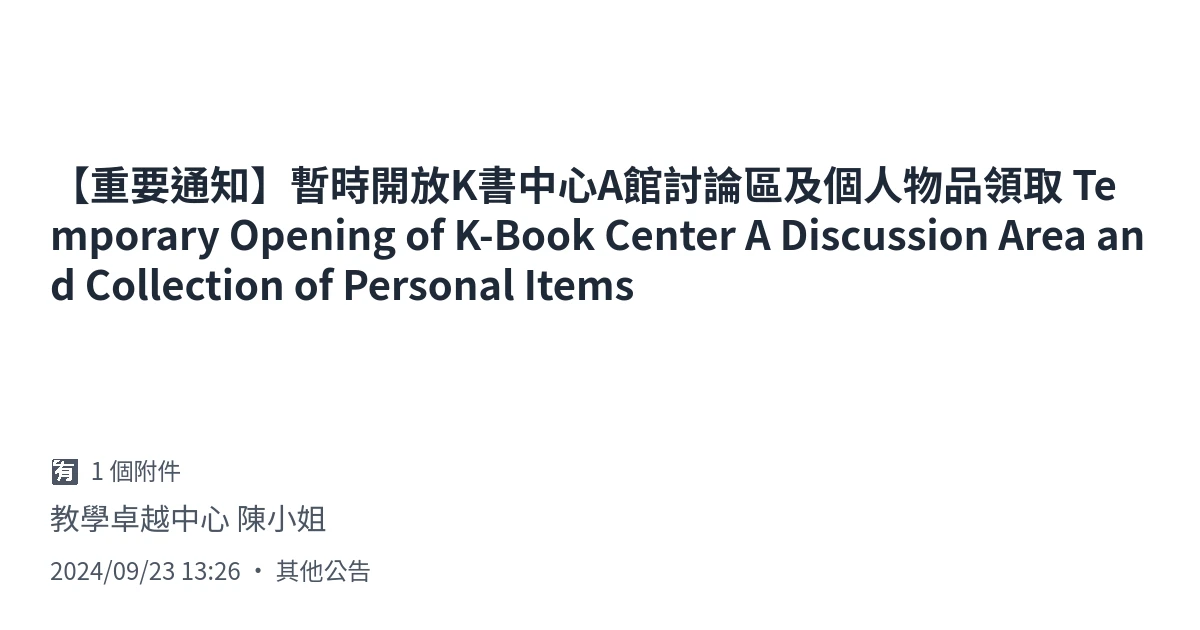 【重要通知】暫時開放K書中心A館討論區及個人物品領取 Te
mporary Opening of K-Book Center A Discussion Area an
d Collection of Personal Items
有 1 個附件
教學卓越中心 陳小姐
2024/09/23 13:26 • 其他公告